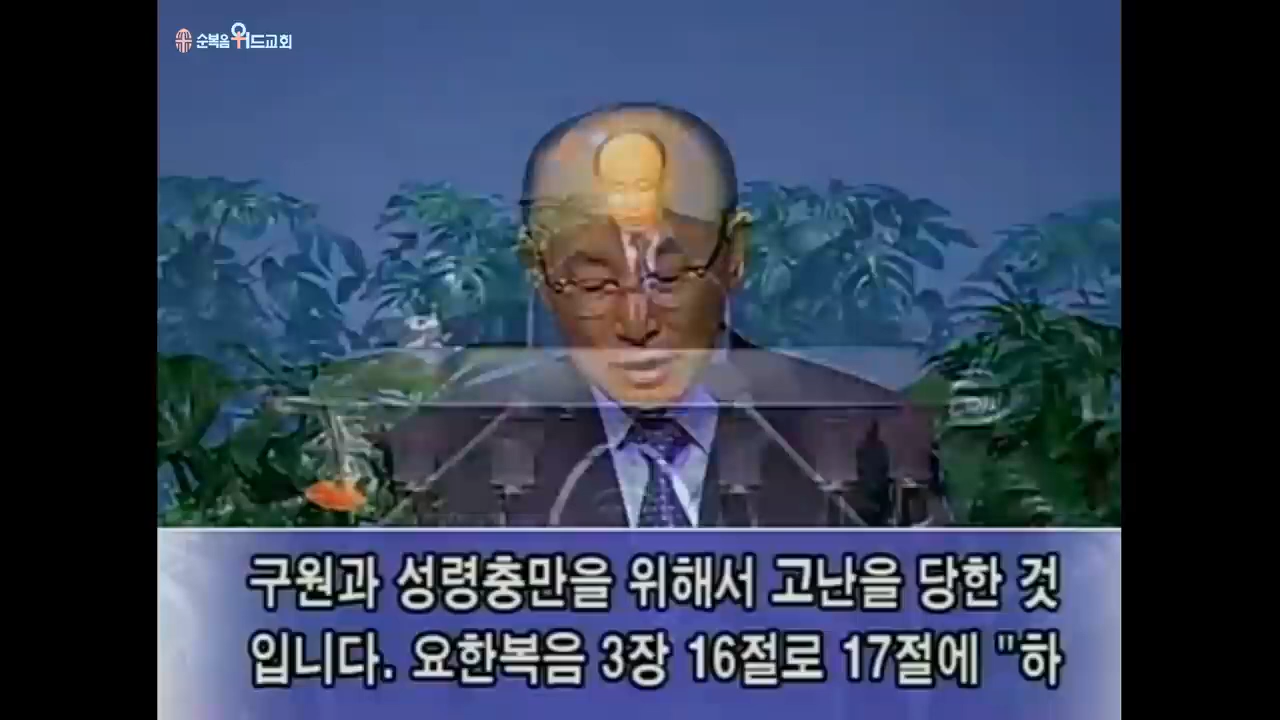 순복음워드교회
구원과 성령충만을 위해서 고난을 당한 것
입니다. 요한복음 3장 16절로 17절에 "하